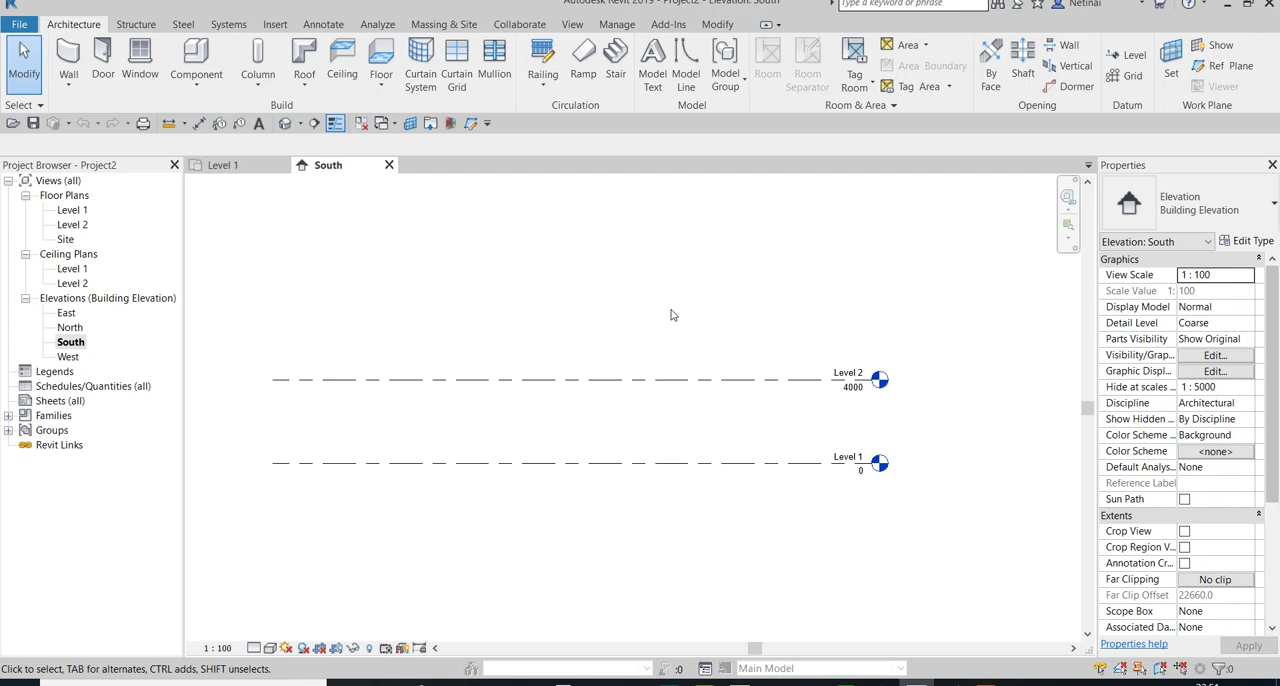 Autodesk Revit 2019 - Project2 - Elevation: South
Type a keyword or phrase
Netinai
File Architecture Structure Steel Systems Insert Annotate Analyze Massing & Site Collaborate View Manage Add-Ins Modify
Modify Wall Door Window Component Column Roof Ceiling Floor Curtain System Curtain Grid Mullion Railing Ramp Stair Model Text Model Line Model Group Room Room Separator Tag Room Area Area Boundary Tag Area By Face Shaft Wall Vertical Dormer Level Grid Set Show Ref Plane Viewer
Select Build Circulation Model Room & Area Opening Datum Work Plane
Project Browser - Project2
Level 1
South
Properties
Views (all)
Floor Plans
Level 1
Level 2
Site
Ceiling Plans
Level 1
Level 2
Elevations (Building Elevation)
East
North
South
West
Legends
Schedules/Quantities (all)
Sheets (all)
Families
Groups
Revit Links
Level 2
4000
Level 1
0
Elevation
Building Elevation
Elevation: South
Edit Type
Graphics
View Scale 1 : 100
Scale Value 1: 100
Display Model Normal
Detail Level Coarse
Parts Visibility Show Original
Visibility/Grap... Edit...
Graphic Displ... Edit...
Hide at scales ... 1 : 5000
Discipline Architectural
Show Hidden ... By Discipline
Color Scheme ... Background
Color Scheme <none>
Default Analys... None
Reference Label
Sun Path
Extents
Crop View
Crop Region V...
Annotation Cr...
Far Clipping No clip
Far Clip Offset 22660.0
Scope Box None
Associated Da... None
Properties help
Apply
1 : 100
Click to select, TAB for alternates, CTRL adds, SHIFT unselects.
:0
Main Model
:0